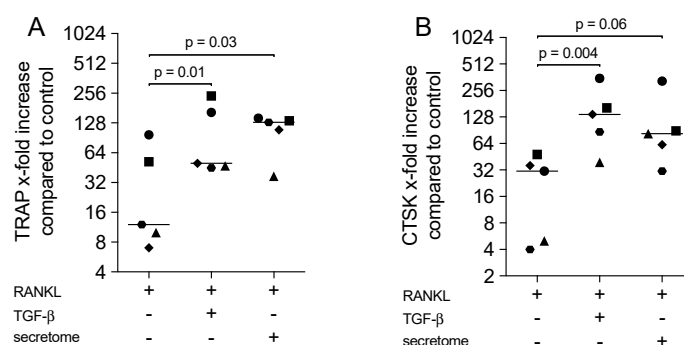 A
TRAP x-fold increase
compared to control
1024
512
256
128
64
32
16
8
4
p = 0.03
p = 0.01
RANKL + + +
TGF-β - + -
secretome - - +
B
CTSK x-fold increase
compared to control
1024
512
256
128
64
32
16
8
4
2
p = 0.06
p = 0.004
RANKL + + +
TGF-β - + -
secretome - - +